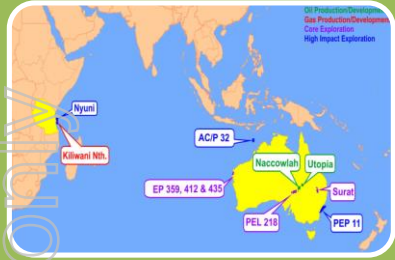 Oil Production/Development
Gas Production/Development
Core Exploration
High Impact Exploration
Nyuni
Kiliwani Nth.
AC/P 32
Naccowlah
Utopia
EP 359, 412 & 435
Surat
PEL 218
PEP 11